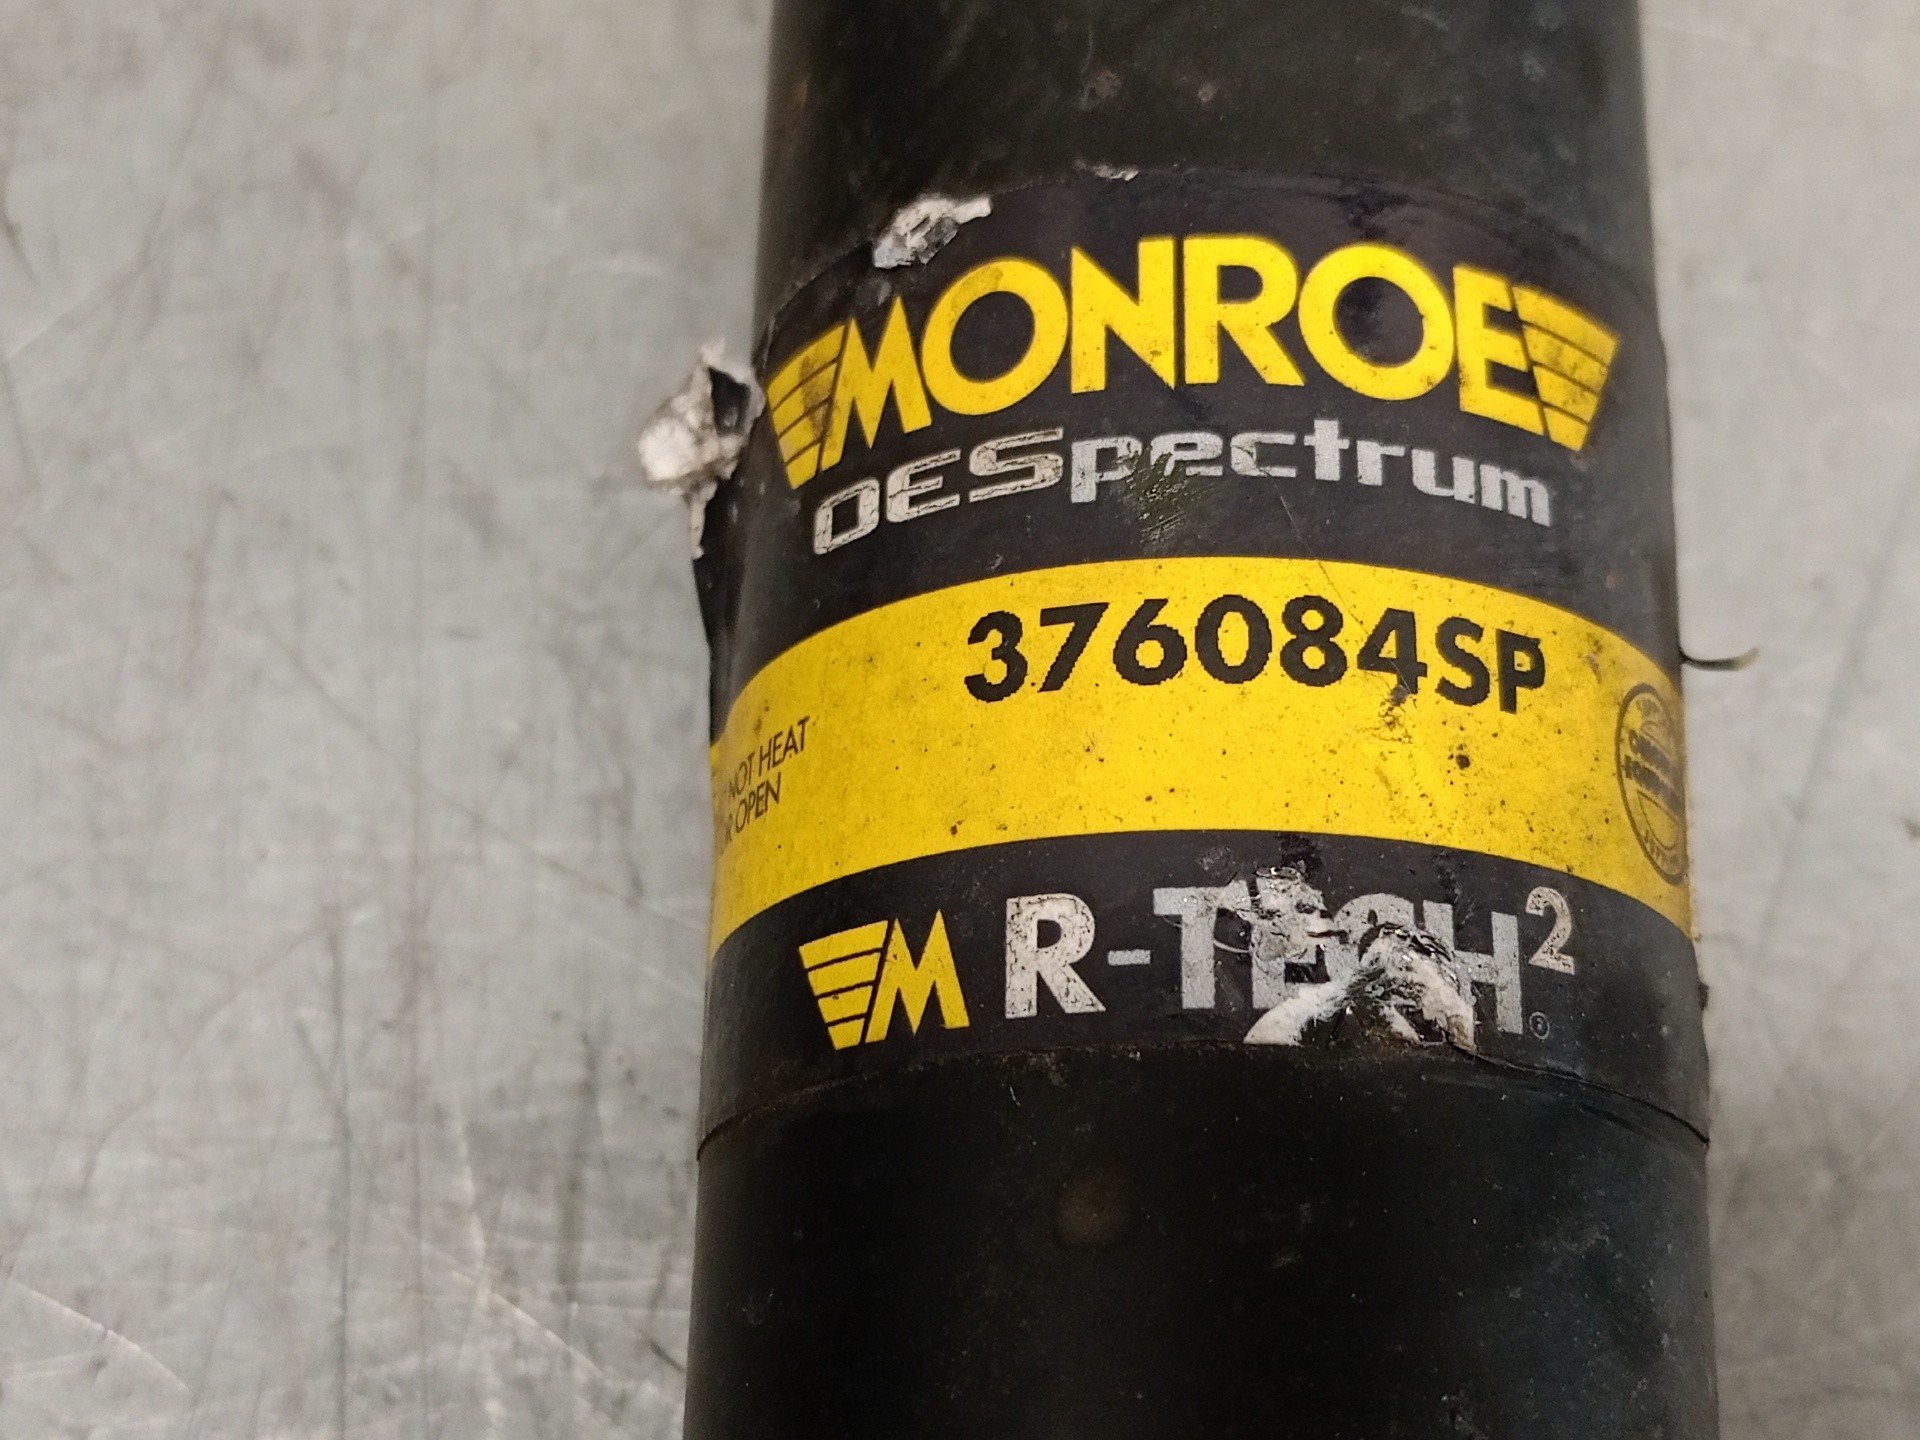 MONROE
OESpectrum
376084SP
NOT HEAT
R OPEN
M R-TECH²®